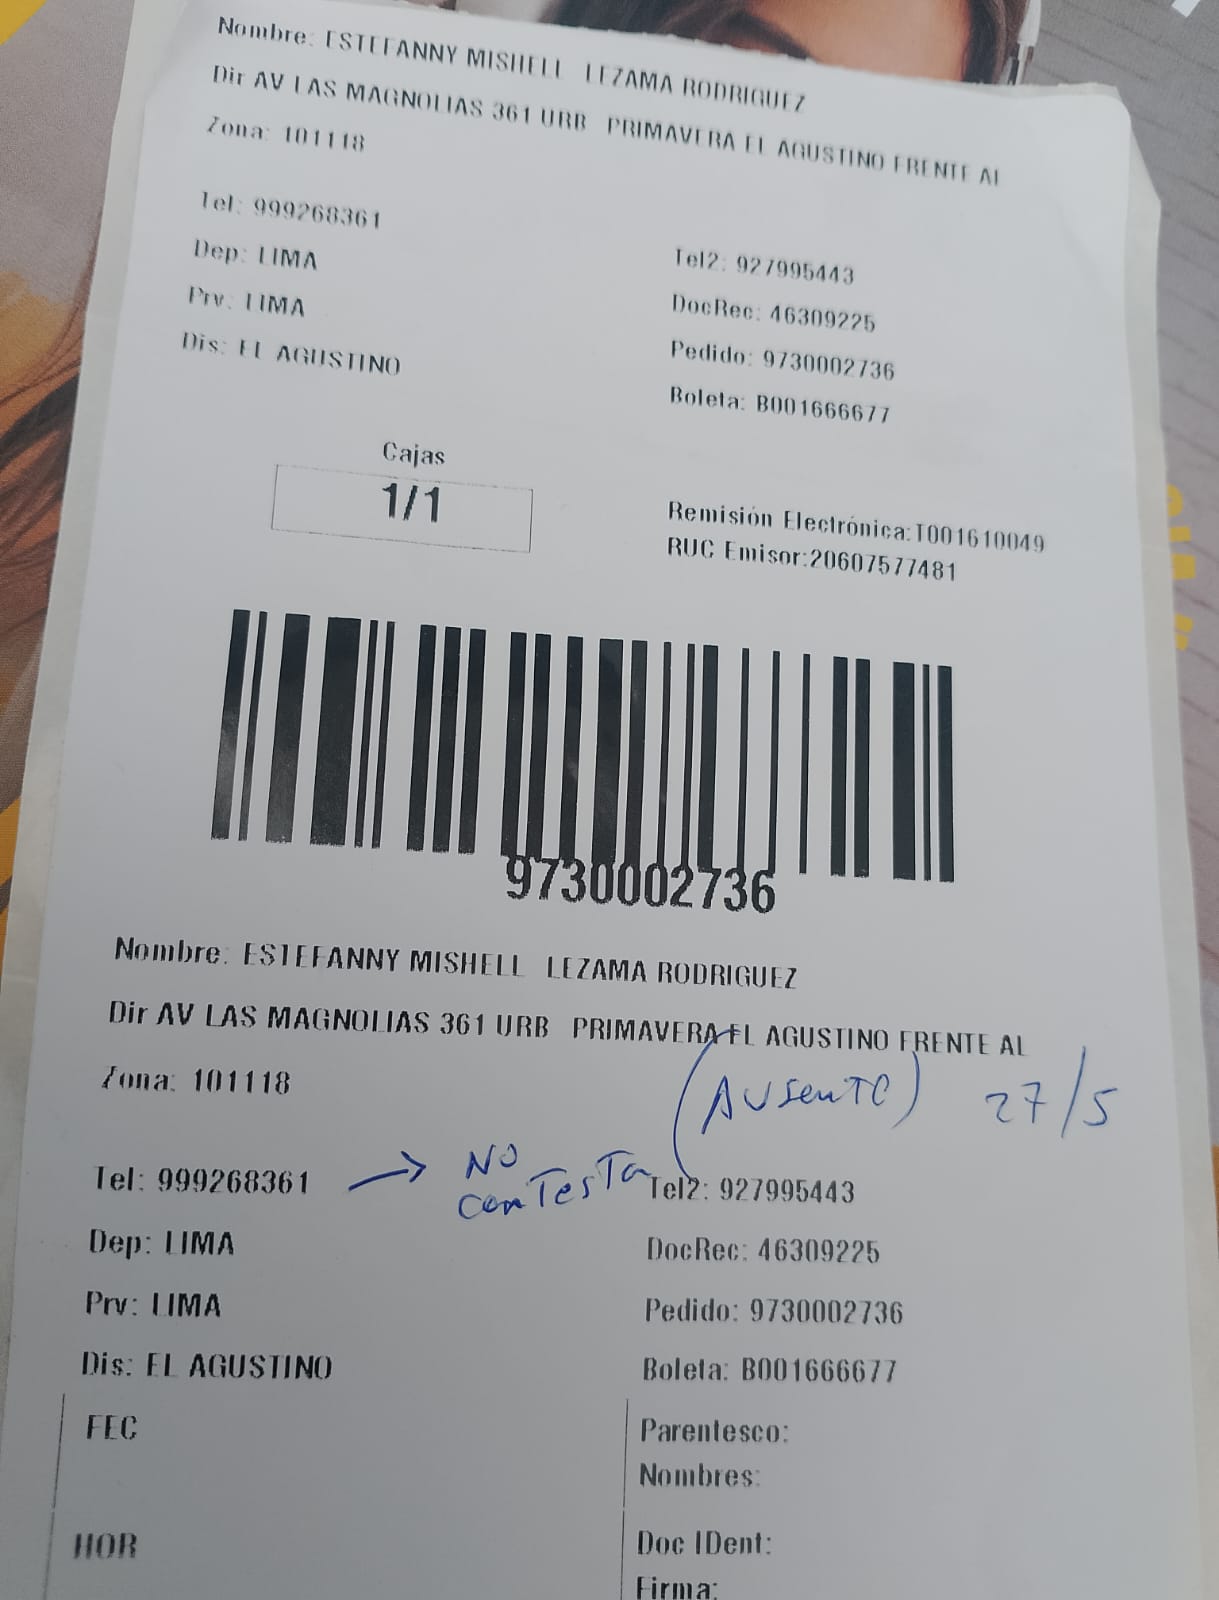 Nombre: ESTEFANNY MISHELL LEZAMA RODRIGUEZ
Dir AV LAS MAGNOLIAS 361 URB PRIMAVERA EL AGUSTINO FRENTE AL
Zona: 101118
Tel: 999268361
Tel2: 927995443
Dep: LIMA
DocRec: 46309225
Prv: LIMA
Pedido: 9730002736
Dis: EL AGUSTINO
Boleta: B001666677
Cajas
1/1
Remisión Electrónica:T001610049
RUC Emisor:20607577481
9730002736
Nombre: ESTEFANNY MISHELL LEZAMA RODRIGUEZ
Dir AV LAS MAGNOLIAS 361 URB PRIMAVERA EL AGUSTINO FRENTE AL
Zona: 101118
(AUSENTE) 27/5
Tel: 999268361 → NO contesta
Tel2: 927995443
Dep: LIMA
DocRec: 46309225
Prv: LIMA
Pedido: 9730002736
Dis: EL AGUSTINO
Boleta: B001666677
FEC
Parentesco:
Nombres:
HOR
Doc IDent:
Firma: